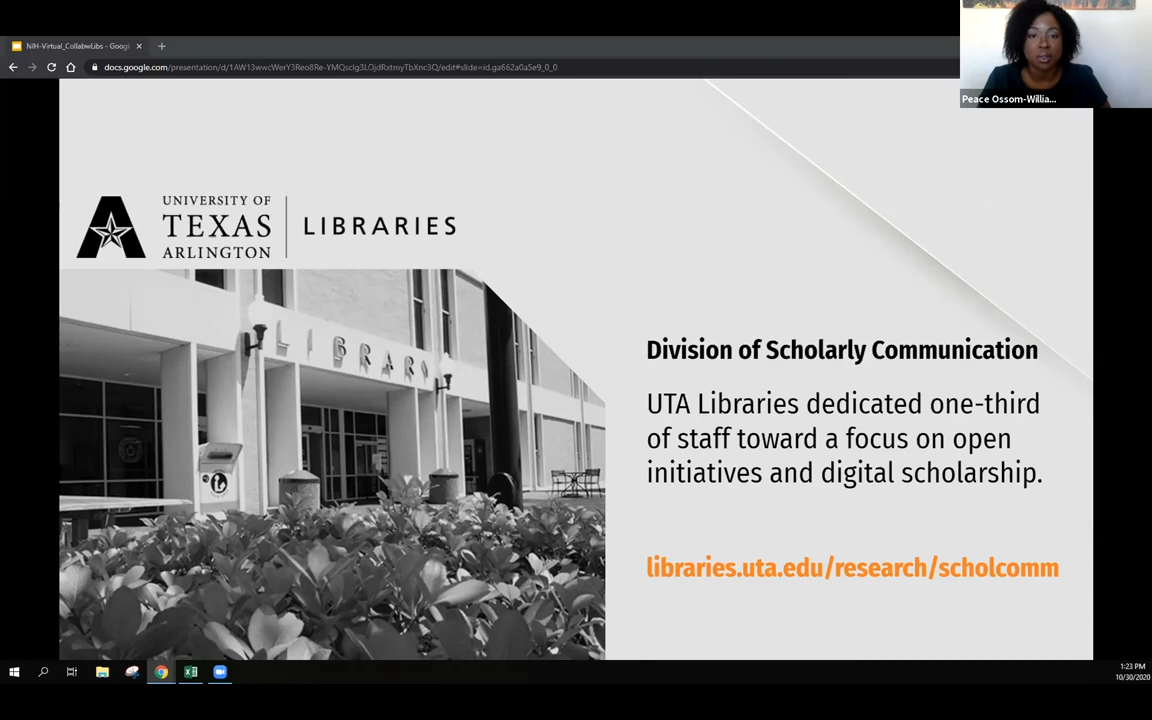 NIH-Virtual_CollabwLibs - Googl
docs.google.com/presentation/d/1AW13wwcWerY3Reo8Re-YMQsclg3LOjdRxtmyTbXnc3Q/edit#slide=id.ga662a0a5e9_0_0
Peace Ossom-Willia...
UNIVERSITY OF
TEXAS
ARLINGTON
LIBRARIES
LIBRARY
Division of Scholarly Communication
UTA Libraries dedicated one-third
of staff toward a focus on open
initiatives and digital scholarship.
libraries.uta.edu/research/scholcomm
1:23 PM
10/30/2020